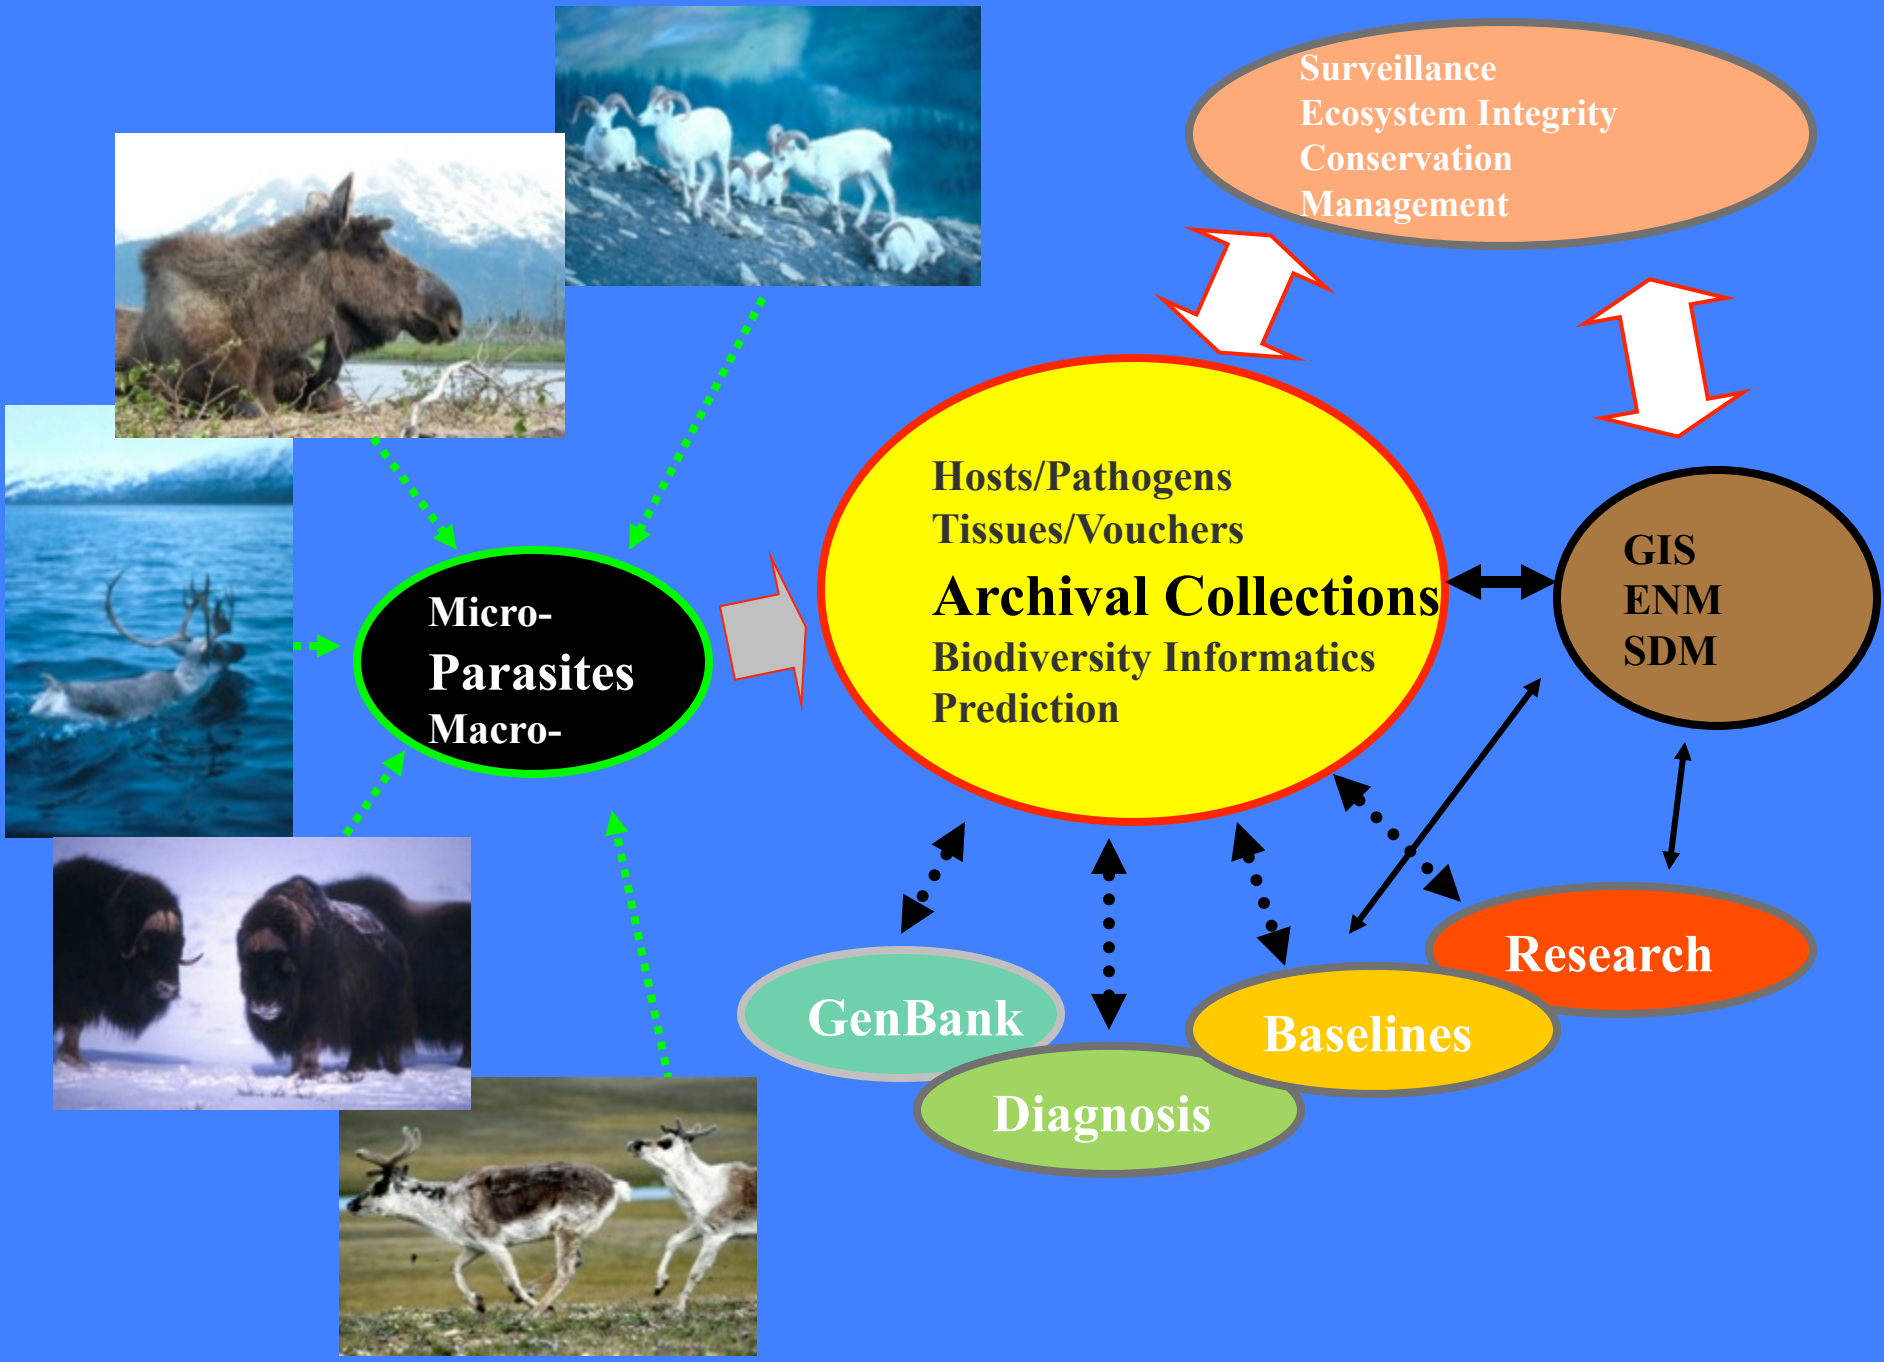 Surveillance
Ecosystem Integrity
Conservation
Management
Hosts/Pathogens
Tissues/Vouchers
Archival Collections
Biodiversity Informatics
Prediction
GIS
ENM
SDM
Micro-
Parasites
Macro-
GenBank
Diagnosis
Baselines
Research